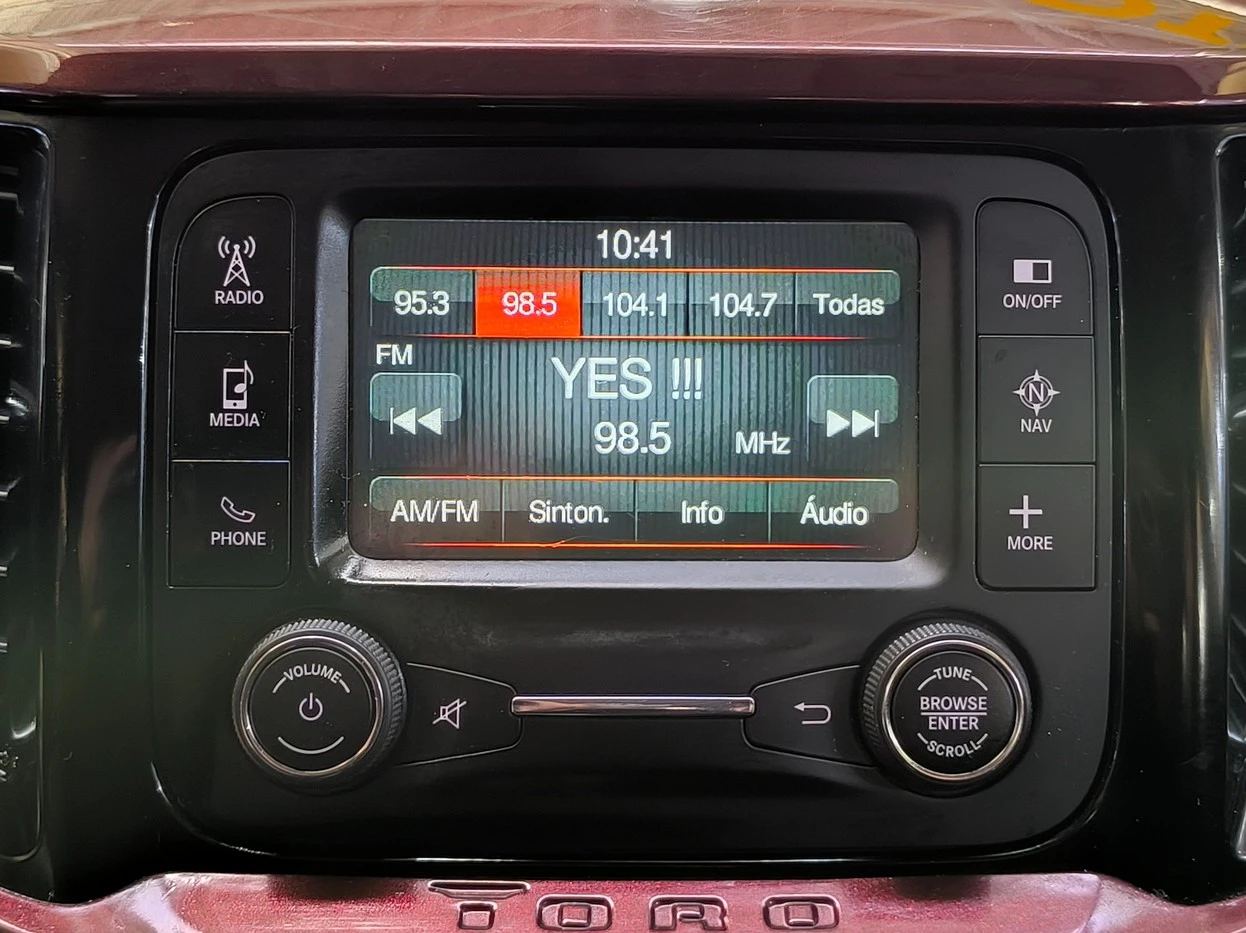 10:41
95.3 98.5 104.1 104.7 Todas
FM
YES !!!
98.5 MHz
AM/FM Sinton. Info Áudio
RADIO
MEDIA
PHONE
ON/OFF
N
NAV
MORE
VOLUME
TUNE
BROWSE
ENTER
SCROLL
TORO